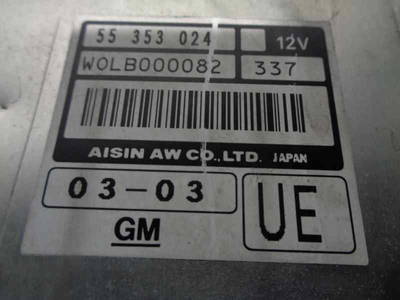 55 353 024 12V
W0LB000082 337
AISIN AW CO., LTD. JAPAN
03-03
GM
UE